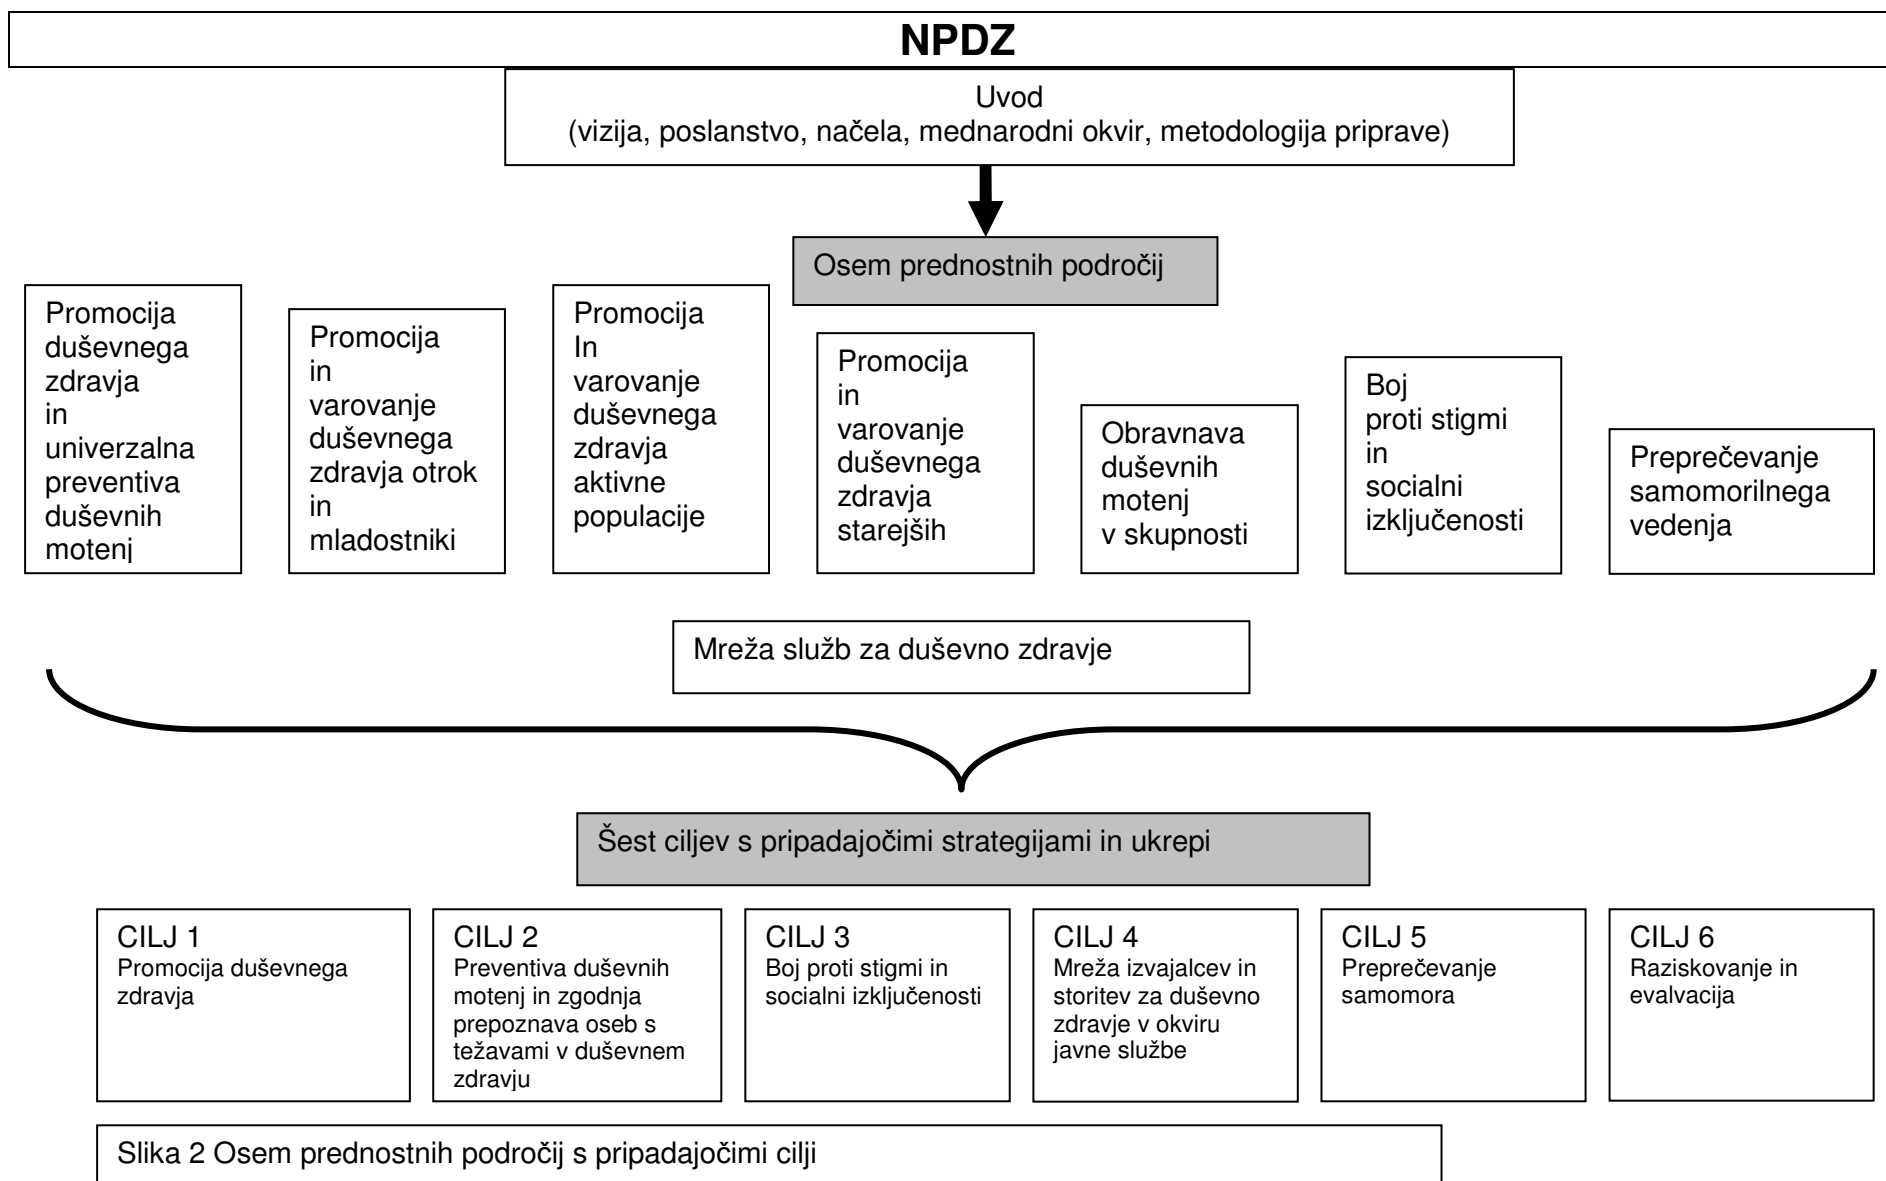 NPDZ
Uvod
(vizija, poslanstvo, načela, mednarodni okvir, metodologija priprave)
Osem prednostnih področij
Promocija
duševnega
zdravja
in
univerzalna
preventiva
duševnih
motenj
Promocija
in
varovanje
duševnega
zdravja otrok
in
mladostniki
Promocija
In
varovanje
duševnega
zdravja
aktivne
populacije
Promocija
in
varovanje
duševnega
zdravja
starejših
Obravnava
duševnih
motenj
v skupnosti
Boj
proti stigmi
in
socialni
izključenosti
Preprečevanje
samomorilnega
vedenja
Mreža služb za duševno zdravje
Šest ciljev s pripadajočimi strategijami in ukrepi
CILJ 1
Promocija duševnega
zdravja
CILJ 2
Preventiva duševnih
motenj in zgodnja
prepoznava oseb s
težavami v duševnem
zdravju
CILJ 3
Boj proti stigmi in
socialni izključenosti
CILJ 4
Mreža izvajalcev in
storitev za duševno
zdravje v okviru
javne službe
CILJ 5
Preprečevanje
samomora
CILJ 6
Raziskovanje in
evalvacija
Slika 2 Osem prednostnih področij s pripadajočimi cilji